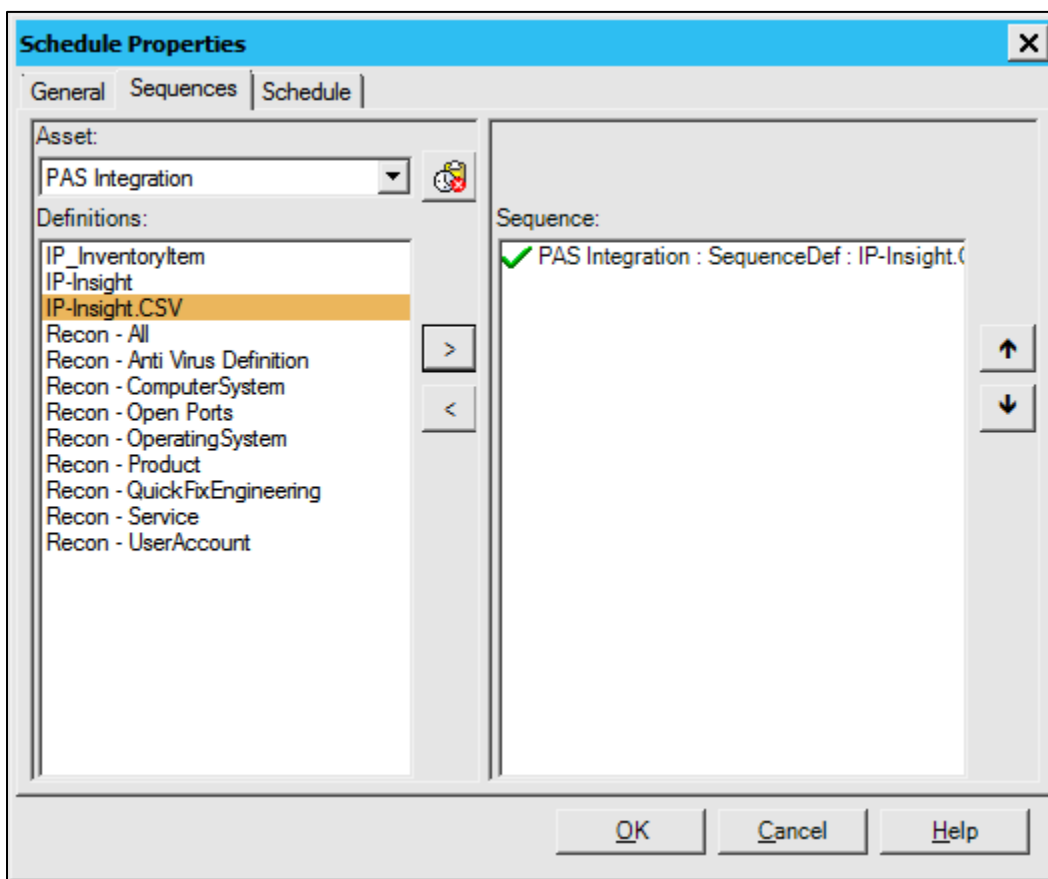 Schedule Properties
General Sequences Schedule
Asset:
PAS Integration
Definitions:
IP_InventoryItem
IP-Insight
IP-Insight.CSV
Recon - All
Recon - Anti Virus Definition
Recon - ComputerSystem
Recon - Open Ports
Recon - OperatingSystem
Recon - Product
Recon - QuickFixEngineering
Recon - Service
Recon - UserAccount
>
<
Sequence:
PAS Integration : SequenceDef : IP-Insight.
OK Cancel Help